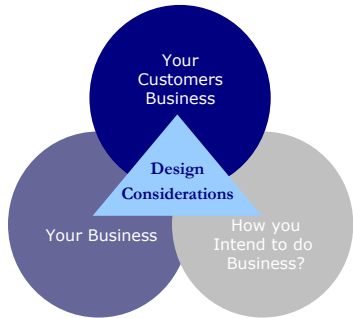 Your
Customers
Business
Design
Considerations
Your Business
How you
Intend to do
Business?